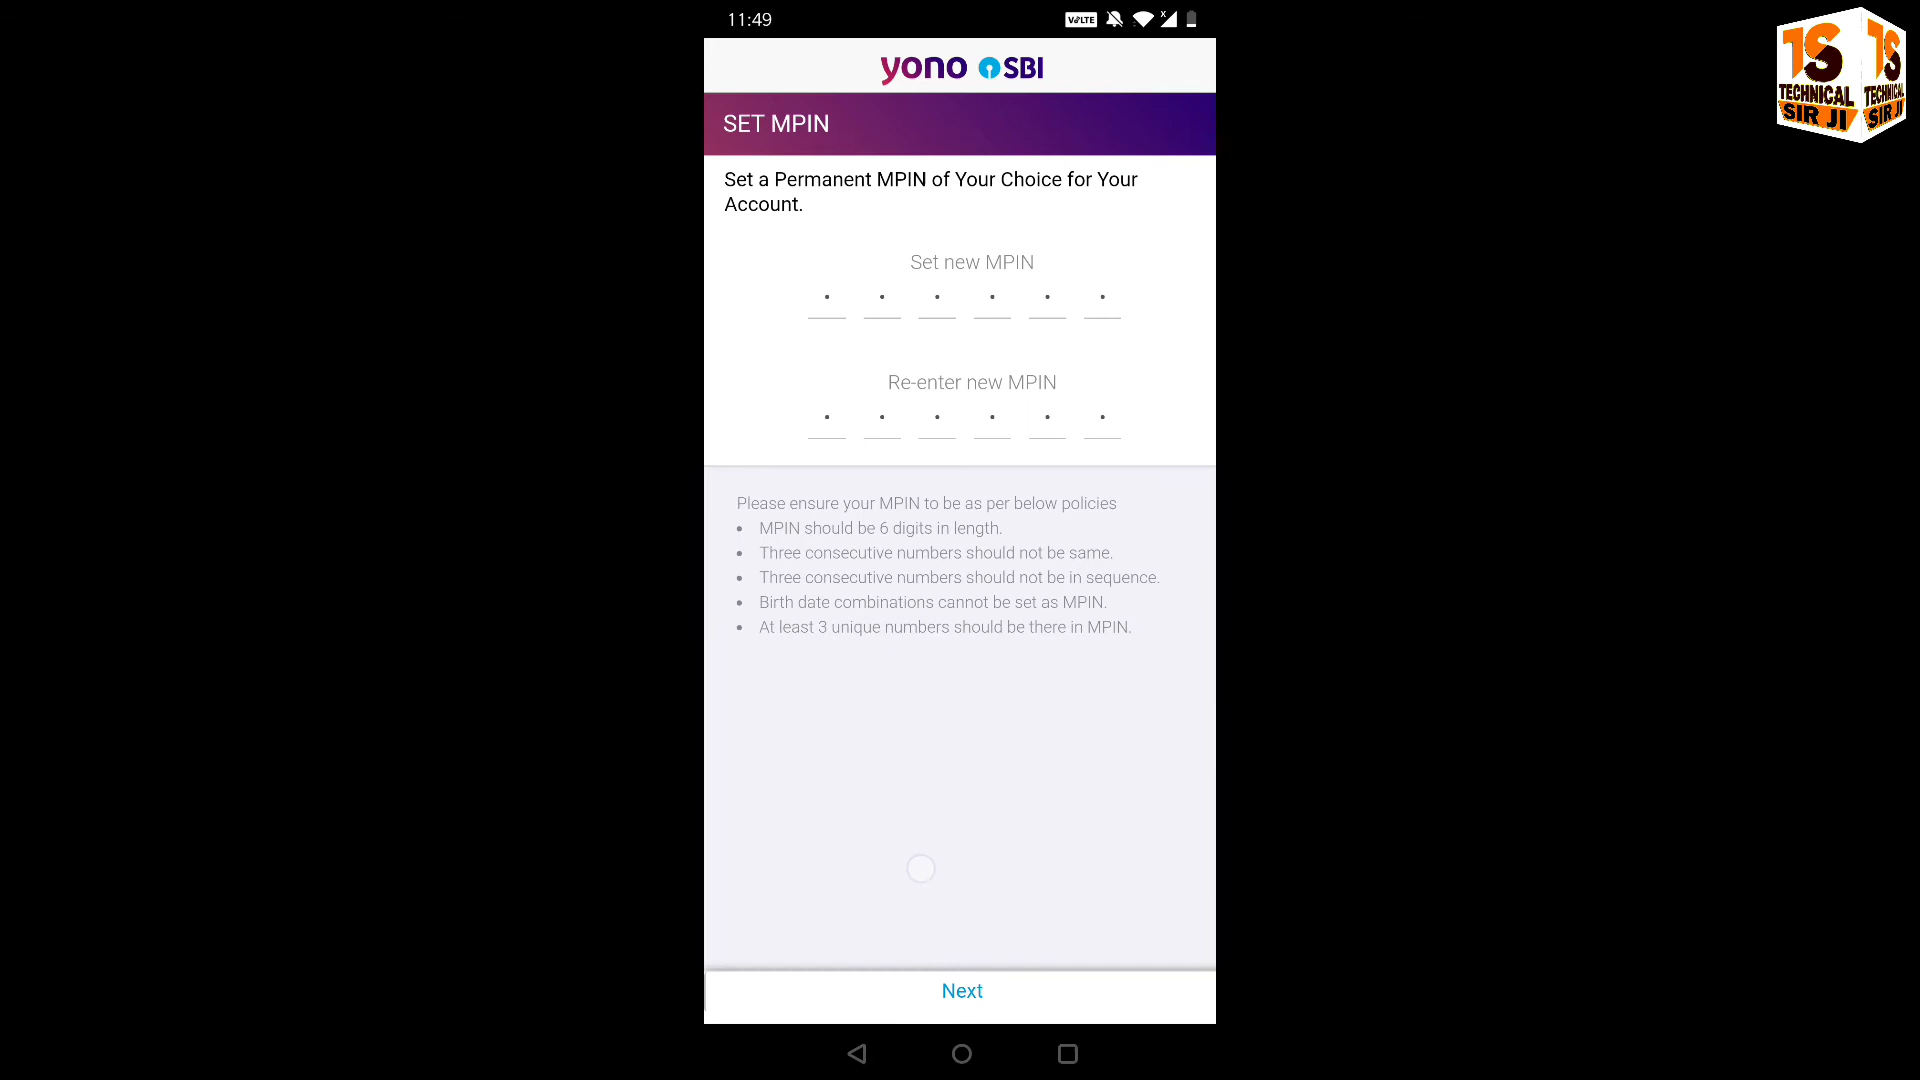 11:49
VoLTE
yono SBI
SET MPIN
Set a Permanent MPIN of Your Choice for Your
Account.
Set new MPIN
Re-enter new MPIN
Please ensure your MPIN to be as per below policies
• MPIN should be 6 digits in length.
• Three consecutive numbers should not be same.
• Three consecutive numbers should not be in sequence.
• Birth date combinations cannot be set as MPIN.
• At least 3 unique numbers should be there in MPIN.
Next
TS TS
TECHNICAL TECHNICAL
SIR JI SIR JI